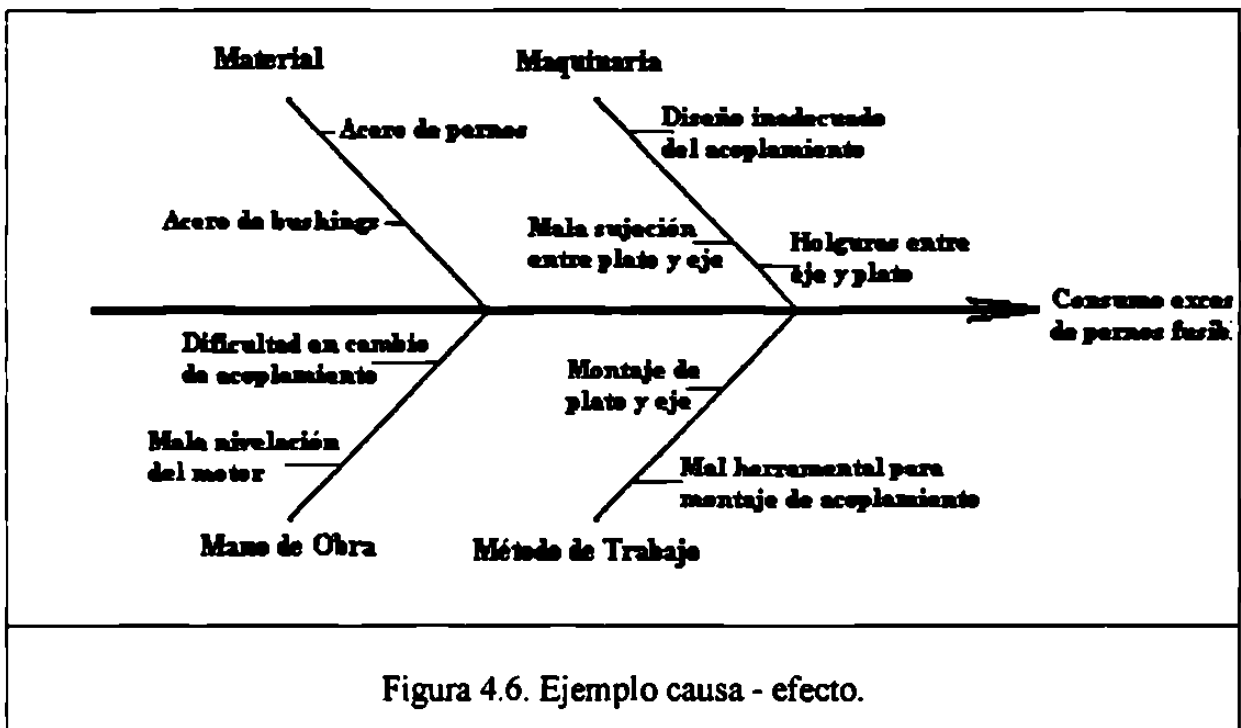 Material
Maquinaria
Acero de pernos
Diseño inadecuado
del acoplamiento
Acero de bushings
Mala sujeción
entre plato y eje
Holguras entre
eje y plato
Consumo exces
de pernos fusib
Dificultad en cambio
de acoplamiento
Montaje de
plato y eje
Mala nivelación
del motor
Mal herramental para
montaje de acoplamiento
Mano de Obra
Método de Trabajo
Figura 4.6. Ejemplo causa - efecto.